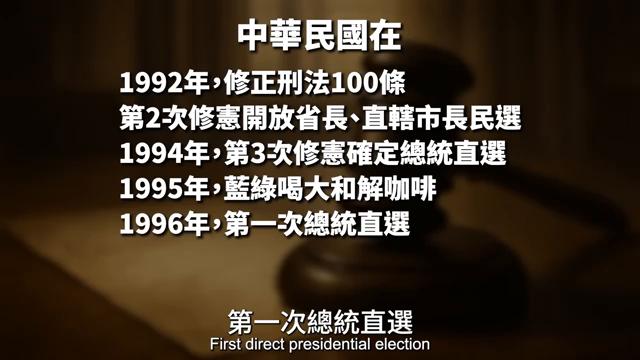 中華民國在
1992年，修正刑法100條
第2次修憲開放省長、直轄市長民選
1994年，第3次修憲確定總統直選
1995年，藍綠喝大和解咖啡
1996年，第一次總統直選
第一次總統直選
First direct presidential election